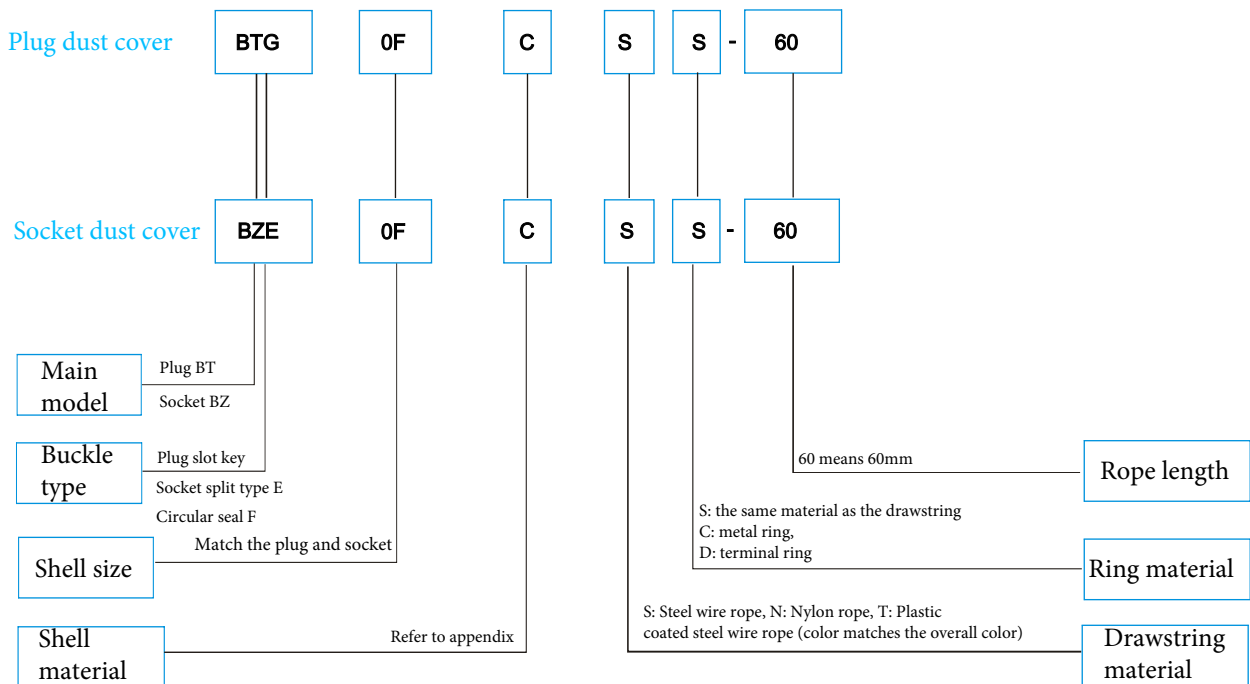 Plug dust cover BTG 0F C S S - 60
Socket dust cover BZE 0F C S S - 60
Main
model
Plug BT
Socket BZ
Buckle
type
Plug slot key
Socket split type E
Circular seal F
60 means 60mm
Rope length
Shell size
Match the plug and socket
S: the same material as the drawstring
C: metal ring,
D: terminal ring
Ring material
Shell
material
Refer to appendix
S: Steel wire rope, N: Nylon rope, T: Plastic
coated steel wire rope (color matches the overall color)
Drawstring
material